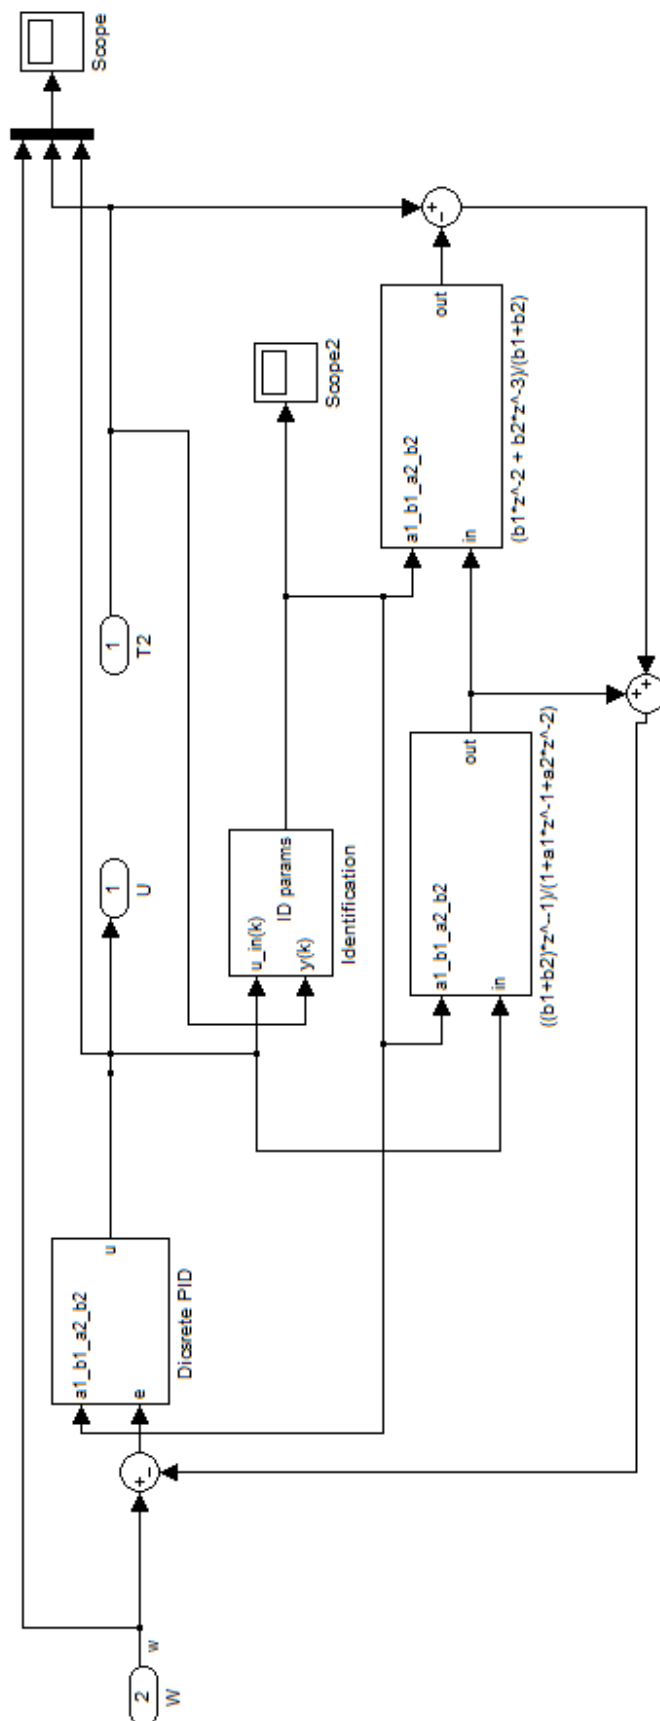 2
W
w
a1_b1_a2_b2
e
u
Dicsrete PID
1
U
1
T2
Scope
u_in(k)
y(k)
ID params
Identification
Scope2
a1_b1_a2_b2
in
out
((b1+b2)*z^-1)/(1+a1*z^-1+a2*z^-2)
a1_b1_a2_b2
in
out
(b1*z^-2 + b2*z^-3)/(b1+b2)
+
-
+
-
+
+